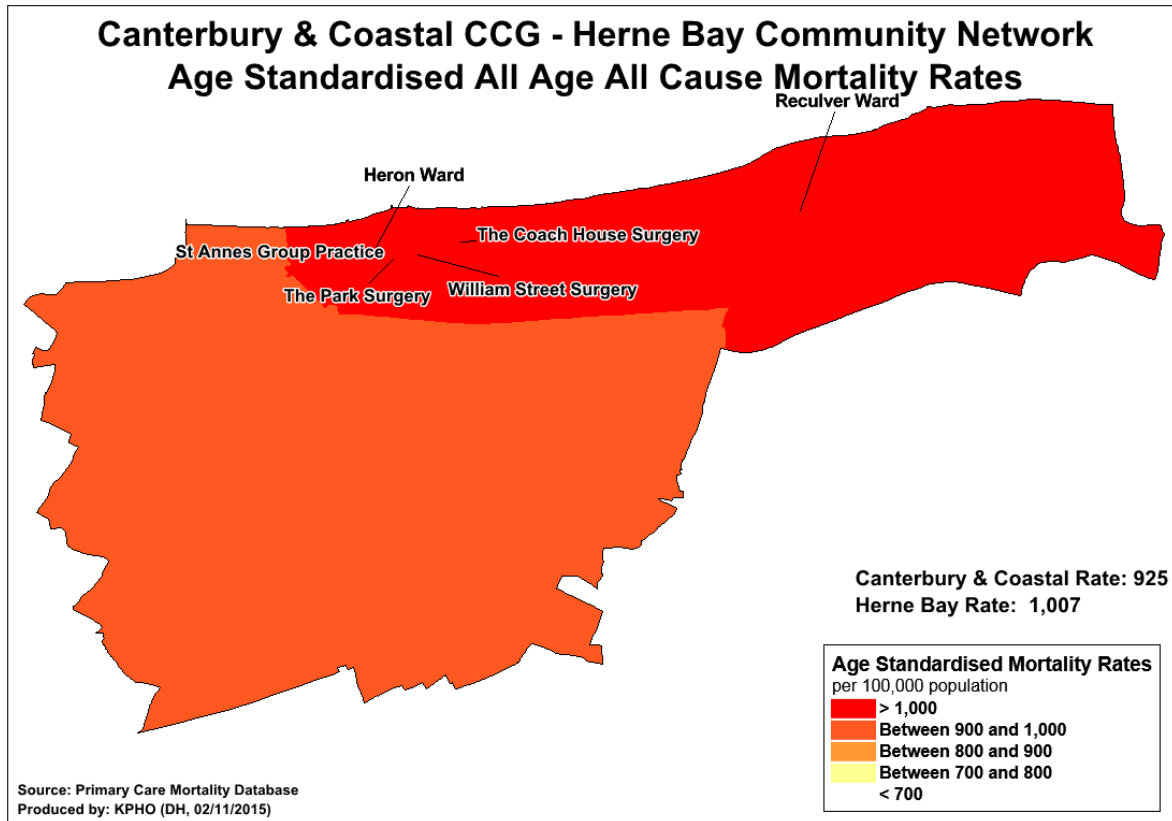 Canterbury & Coastal CCG - Herne Bay Community Network
Age Standardised All Age All Cause Mortality Rates
Reculver Ward
Heron Ward
The Coach House Surgery
St Annes Group Practice
The Park Surgery
William Street Surgery
Canterbury & Coastal Rate: 925
Herne Bay Rate: 1,007
Age Standardised Mortality Rates
per 100,000 population
> 1,000
Between 900 and 1,000
Between 800 and 900
Between 700 and 800
< 700
Source: Primary Care Mortality Database
Produced by: KPHO (DH, 02/11/2015)